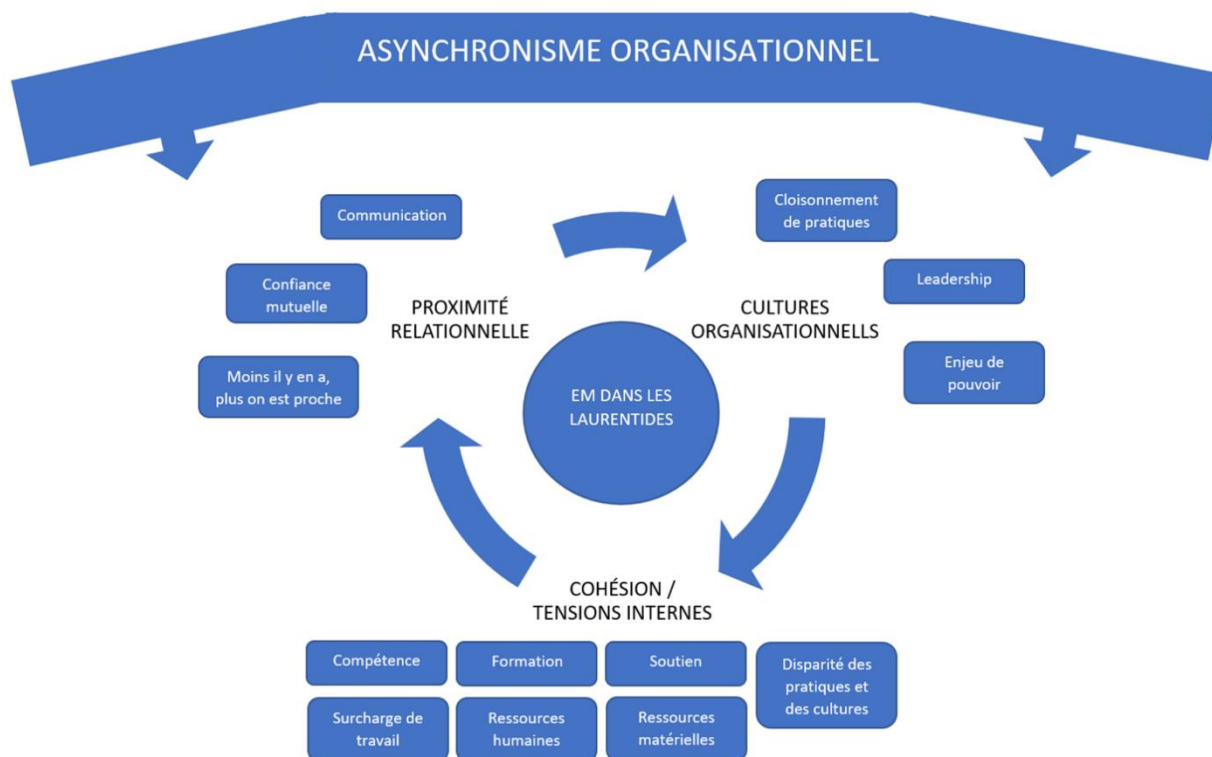 ASYNCHRONISME ORGANISATIONNEL
Communication
Confiance
mutuelle
Moins il y en a,
plus on est proche
PROXIMITÉ
RELATIONNELLE
Cloisonnement
de pratiques
Leadership
Enjeu de
pouvoir
CULTURES
ORGANISATIONNELLS
EM DANS LES
LAURENTIDES
COHÉSION /
TENSIONS INTERNES
Compétence
Formation
Soutien
Disparité des
pratiques et
des cultures
Surcharge de
travail
Ressources
humaines
Ressources
matérielles